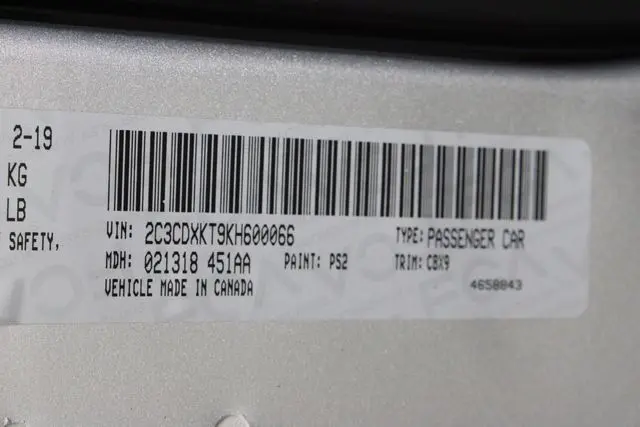 2-19
KG
LB
SAFETY,
VIN: 2C3CDXKT9KH600066 TYPE: PASSENGER CAR
MDH: 021318 451AA PAINT: PS2 TRIM: CBX9
VEHICLE MADE IN CANADA 4658843